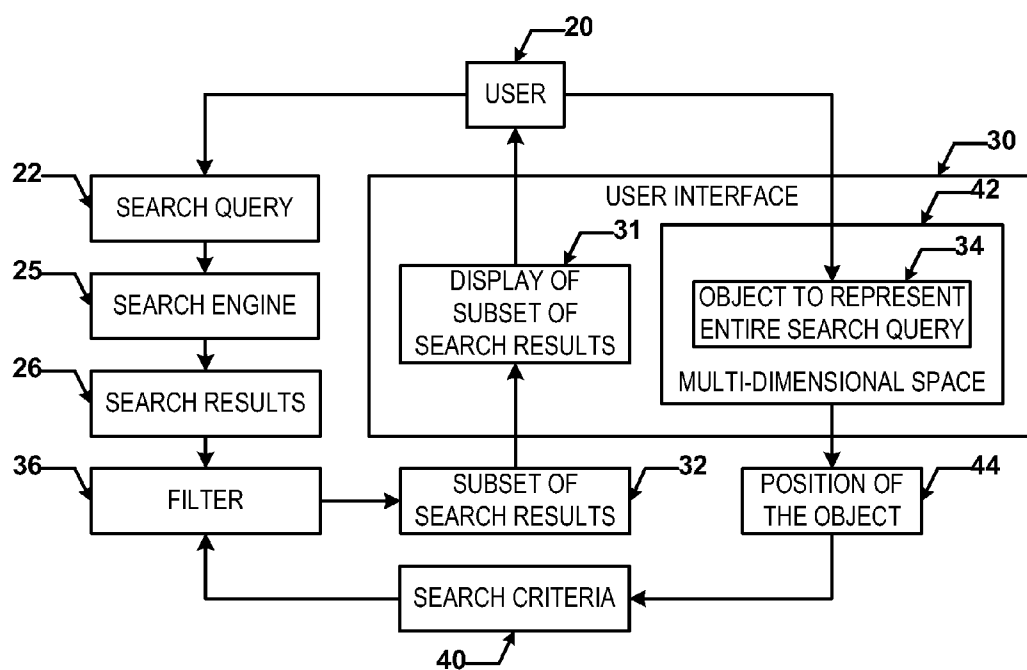 20
USER
30
22
USER INTERFACE
42
SEARCH QUERY
31
34
25
DISPLAY OF
SUBSET OF
SEARCH RESULTS
OBJECT TO REPRESENT
ENTIRE SEARCH QUERY
SEARCH ENGINE
26
MULTI-DIMENSIONAL SPACE
SEARCH RESULTS
36
32
44
FILTER
SUBSET OF
SEARCH RESULTS
POSITION OF
THE OBJECT
SEARCH CRITERIA
40